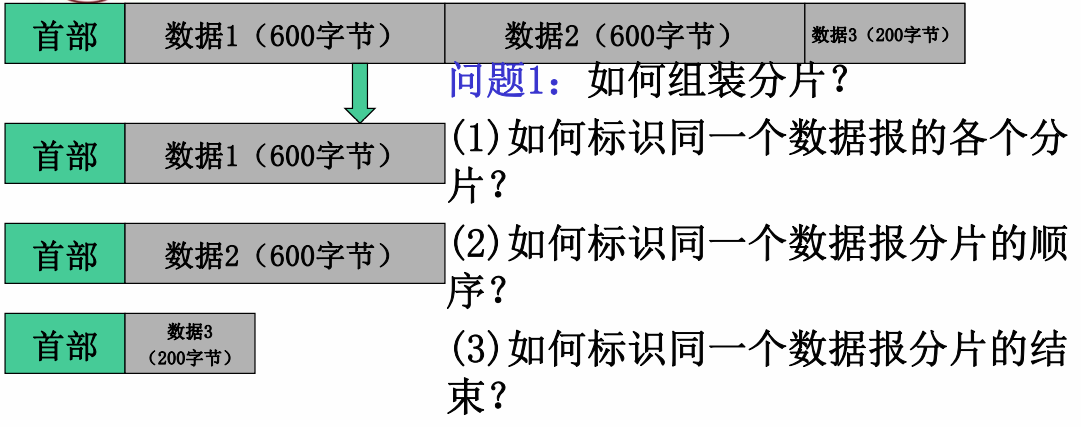 首部 数据1（600字节） 数据2（600字节） 数据3（200字节）
问题1：如何组装分片？
首部 数据1（600字节）
(1)如何标识同一个数据报的各个分
片？
首部 数据2（600字节）
(2)如何标识同一个数据报分片的顺
序？
首部 数据3
（200字节）
(3)如何标识同一个数据报分片的结
束？